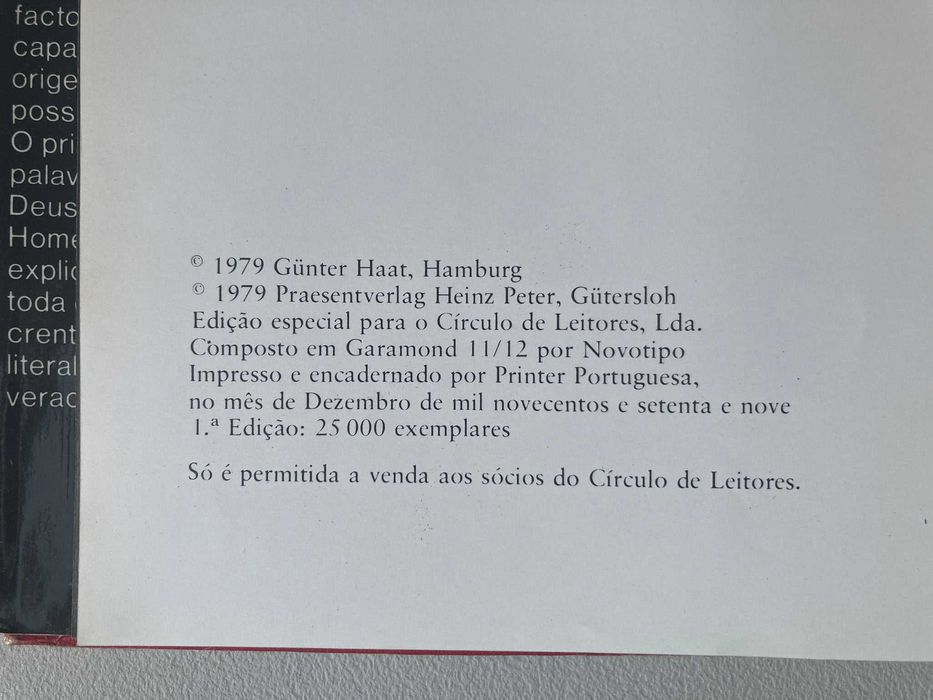 facto
capa
orige
poss
O pri
palav
Deus
Home
explic
toda
crent
literal
verac
© 1979 Günter Haat, Hamburg
© 1979 Praesentverlag Heinz Peter, Gütersloh
Edição especial para o Círculo de Leitores, Lda.
Composto em Garamond 11/12 por Novotipo
Impresso e encadernado por Printer Portuguesa,
no mês de Dezembro de mil novecentos e setenta e nove
1.ª Edição: 25 000 exemplares
Só é permitida a venda aos sócios do Círculo de Leitores.